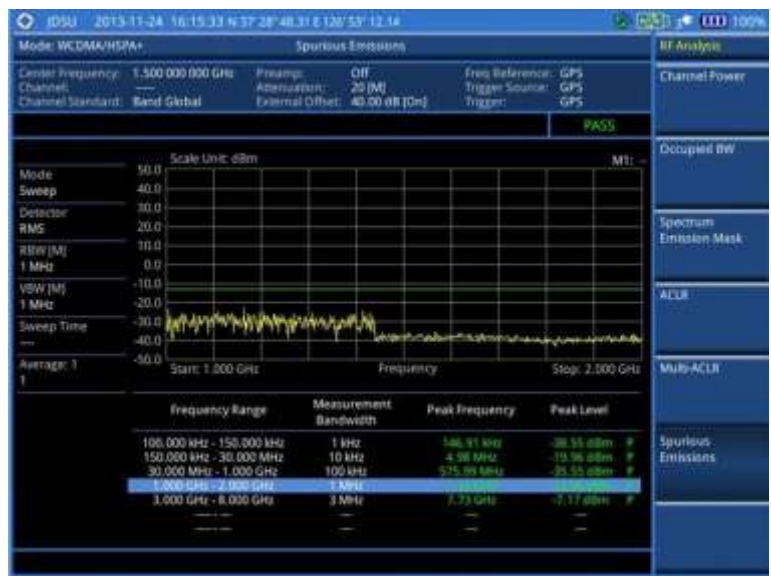 JDSU 2013-11-24 16:15:33 N 37° 28' 48.31 E 126° 53' 12.14 100%
Mode: WCDMA/HSPA+ Spurious Emissions RF Analysis
Center Frequency: 1.500 000 000 GHz Preamp: Off Freq Reference: GPS
Channel: ---- Attenuation: 20 [M] Trigger Source: GPS
Channel Standard: Band Global External Offset: 40.00 dB [On] Trigger: GPS
Channel Power
PASS
Occupied BW
Scale Unit: dBm M1: --
50.0
Mode
Sweep
40.0
30.0
Detector
RMS
20.0
Spectrum
Emission Mask
RBW [M]
1 MHz
10.0
0.0
VBW [M]
1 MHz
-10.0
ACLR
-20.0
Sweep Time
---
-30.0
-40.0
Average: 1
1
-50.0
Start: 1.000 GHz Frequency Stop: 2.000 GHz
Multi-ACLR
Frequency Range Measurement Bandwidth Peak Frequency Peak Level
100.000 kHz - 150.000 kHz 1 kHz 146.91 kHz -38.55 dBm P
150.000 kHz - 30.000 MHz 10 kHz 4.98 MHz -19.96 dBm P
30.000 MHz - 1.000 GHz 100 kHz 575.99 MHz -35.55 dBm P
1.000 GHz - 2.000 GHz 1 MHz
3.000 GHz - 8.000 GHz 3 MHz 7.73 GHz -7.17 dBm P
Spurious
Emissions